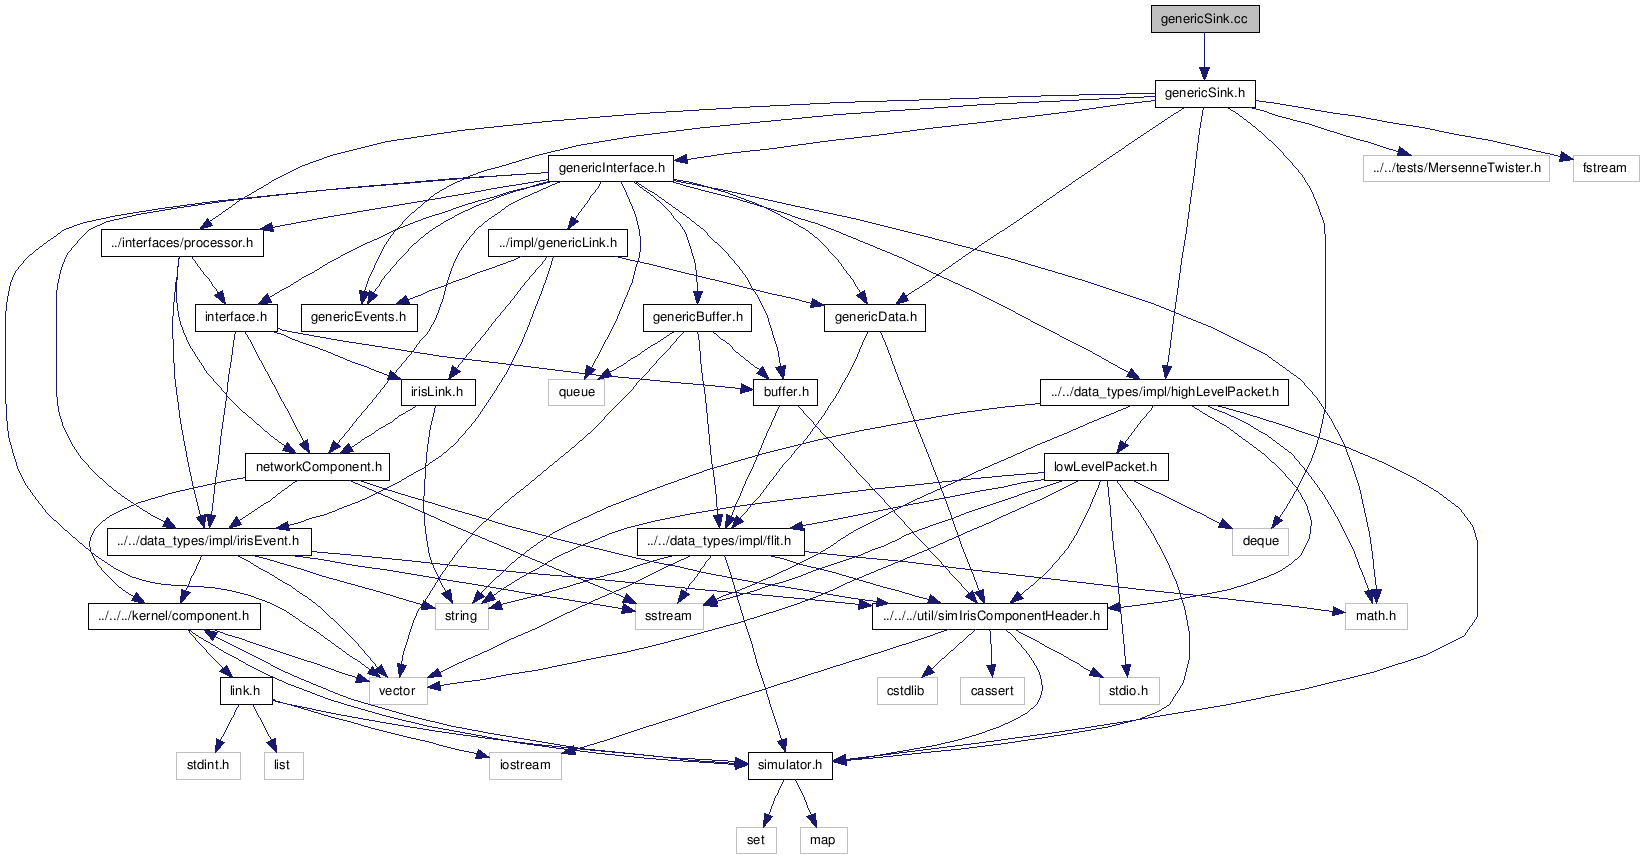 genericSink.cc
genericSink.h
genericInterface.h
../../tests/MersenneTwister.h
fstream
../interfaces/processor.h
../impl/genericLink.h
interface.h
genericEvents.h
genericBuffer.h
genericData.h
irisLink.h
queue
buffer.h
../../data_types/impl/highLevelPacket.h
networkComponent.h
lowLevelPacket.h
../../data_types/impl/irisEvent.h
../../data_types/impl/flit.h
deque
../../../kernel/component.h
string
sstream
../../../util/simIrisComponentHeader.h
math.h
link.h
vector
cstdlib
cassert
stdio.h
stdint.h
list
iostream
simulator.h
set
map